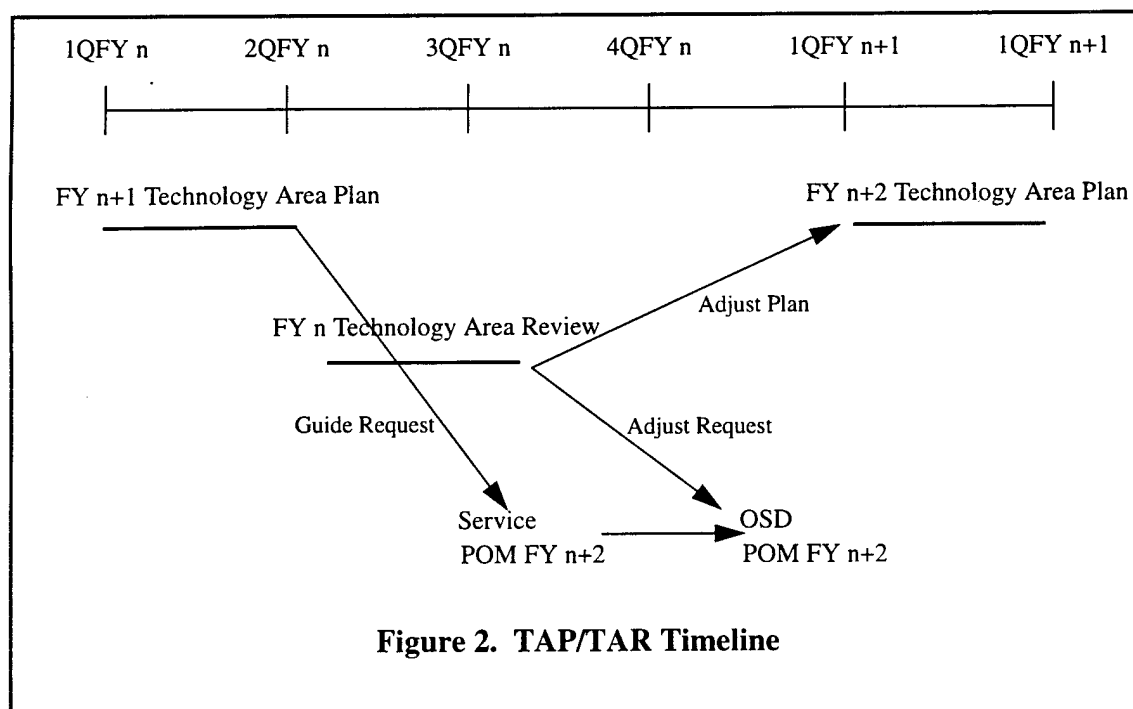 1QFY n 2QFY n 3QFY n 4QFY n 1QFY n+1 1QFY n+1
FY n+1 Technology Area Plan
FY n+2 Technology Area Plan
Adjust Plan
FY n Technology Area Review
Guide Request
Adjust Request
Service
POM FY n+2
OSD
POM FY n+2
Figure 2. TAP/TAR Timeline